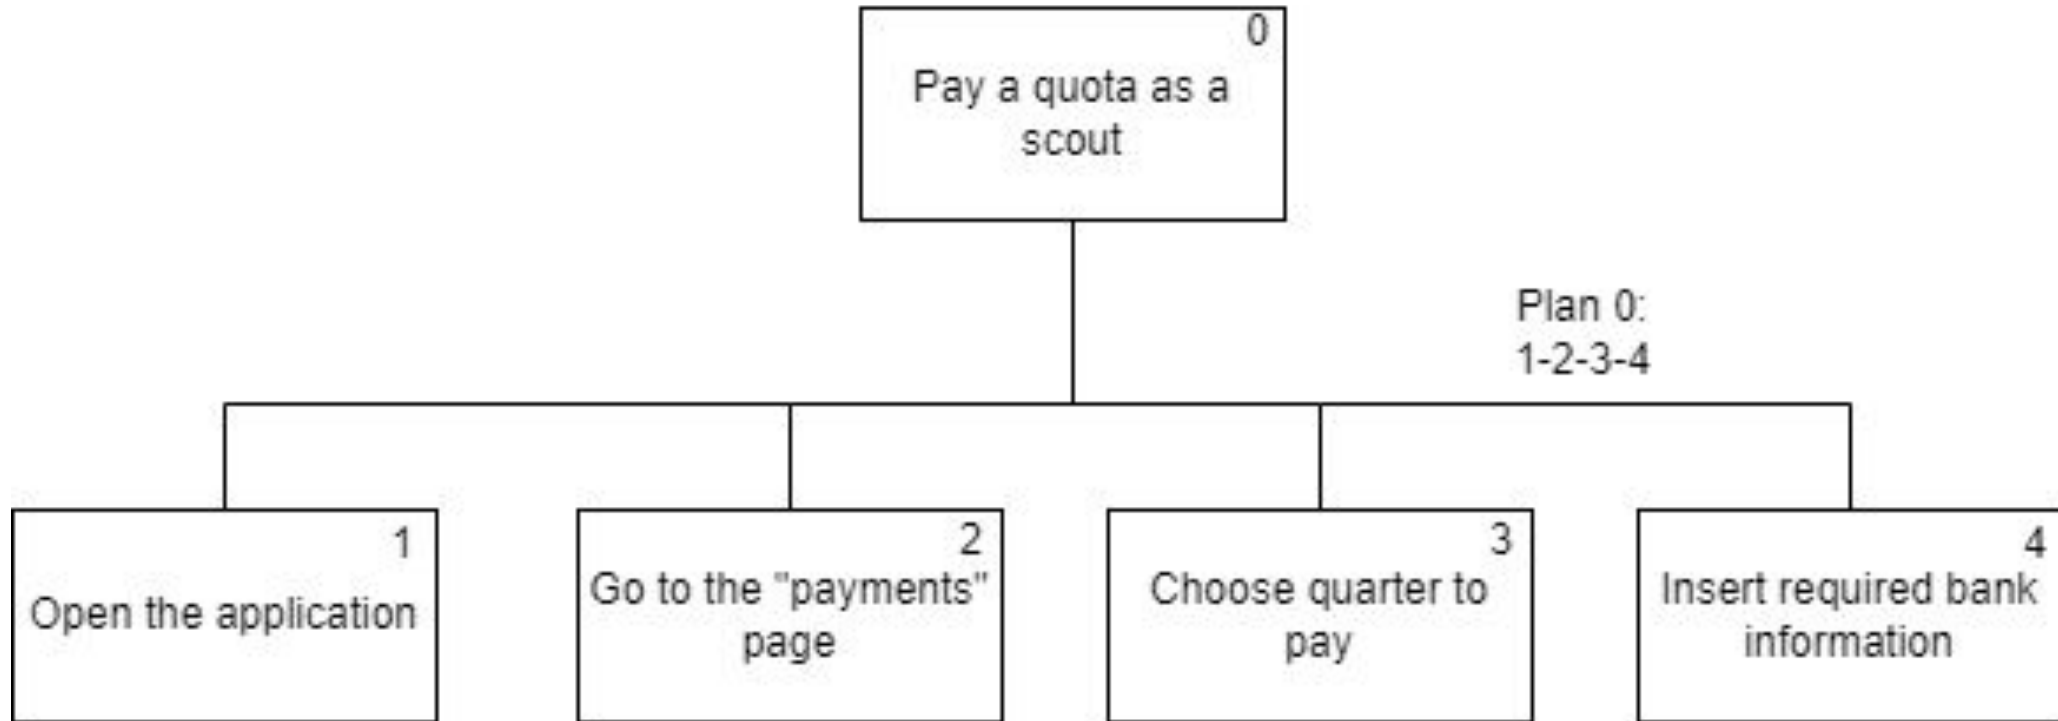 0
Pay a quota as a
scout
Plan 0:
1-2-3-4
1
Open the application
2
Go to the "payments"
page
3
Choose quarter to
pay
4
Insert required bank
information